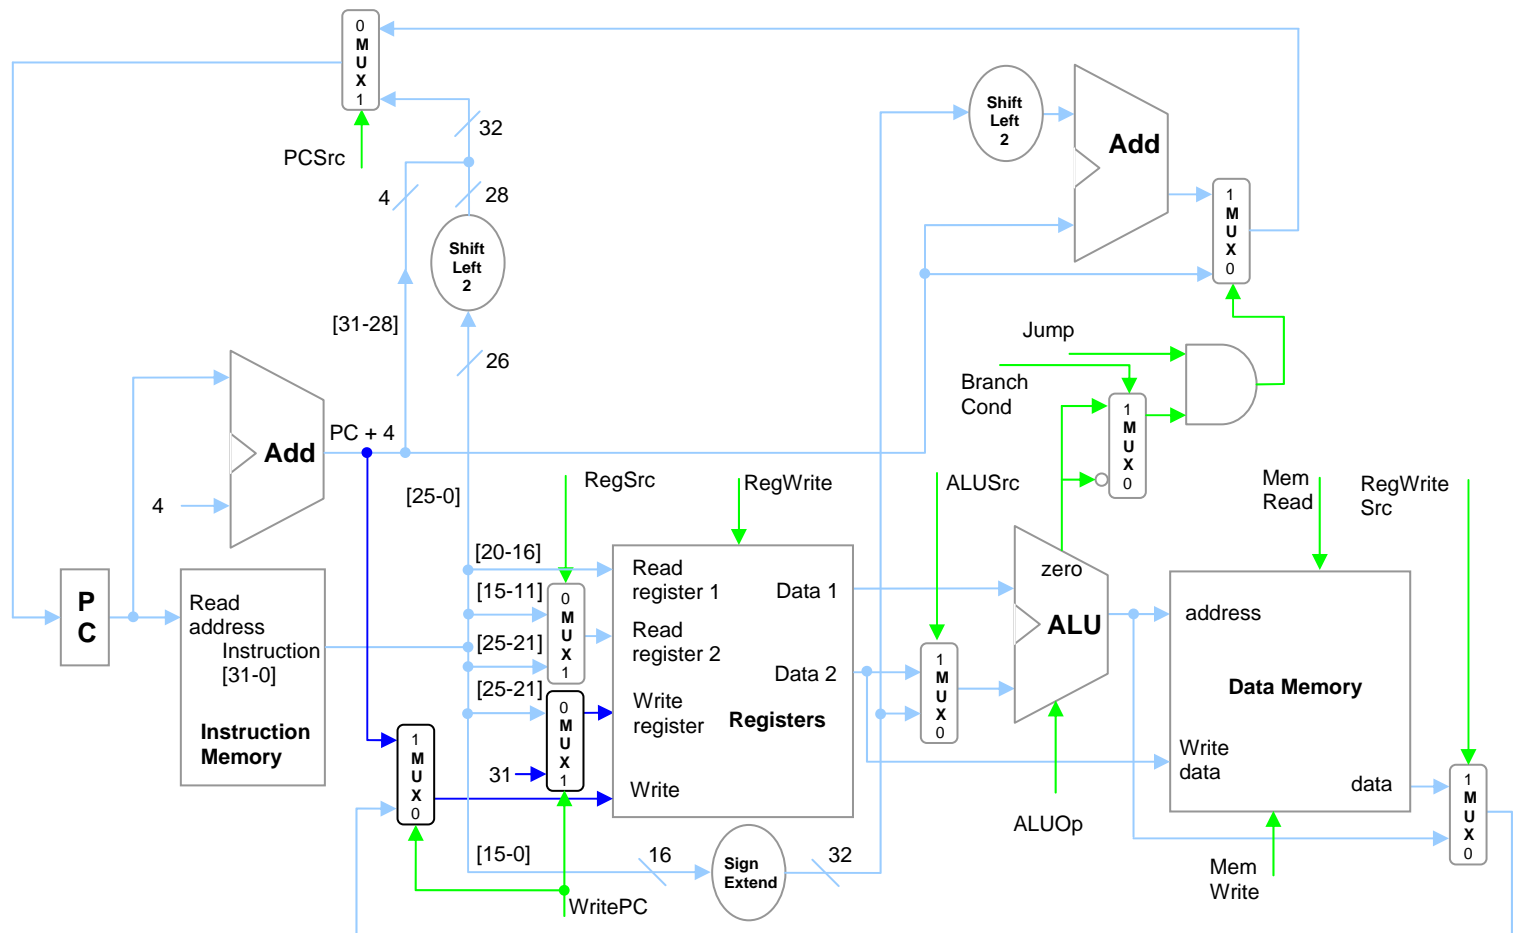 0
M
U
X
1
PCSrc
32
4
28
Shift
Left
2
[31-28]
26
Add
PC + 4
4
[25-0]
P
C
Read
address
Instruction
[31-0]
Instruction
Memory
[20-16]
[15-11]
[25-21]
[25-21]
RegSrc
0
M
U
X
1
0
M
U
X
1
31
1
M
U
X
0
[15-0]
16
WritePC
Sign
Extend
32
RegWrite
Read
register 1
Read
register 2
Write
register
Write
Data 1
Data 2
Registers
ALUSrc
1
M
U
X
0
zero
ALU
ALUOp
Shift
Left
2
Add
1
M
U
X
0
Jump
Branch
Cond
1
M
U
X
0
Mem
Read
RegWrite
Src
address
Data Memory
Write
data
data
Mem
Write
1
M
U
X
0